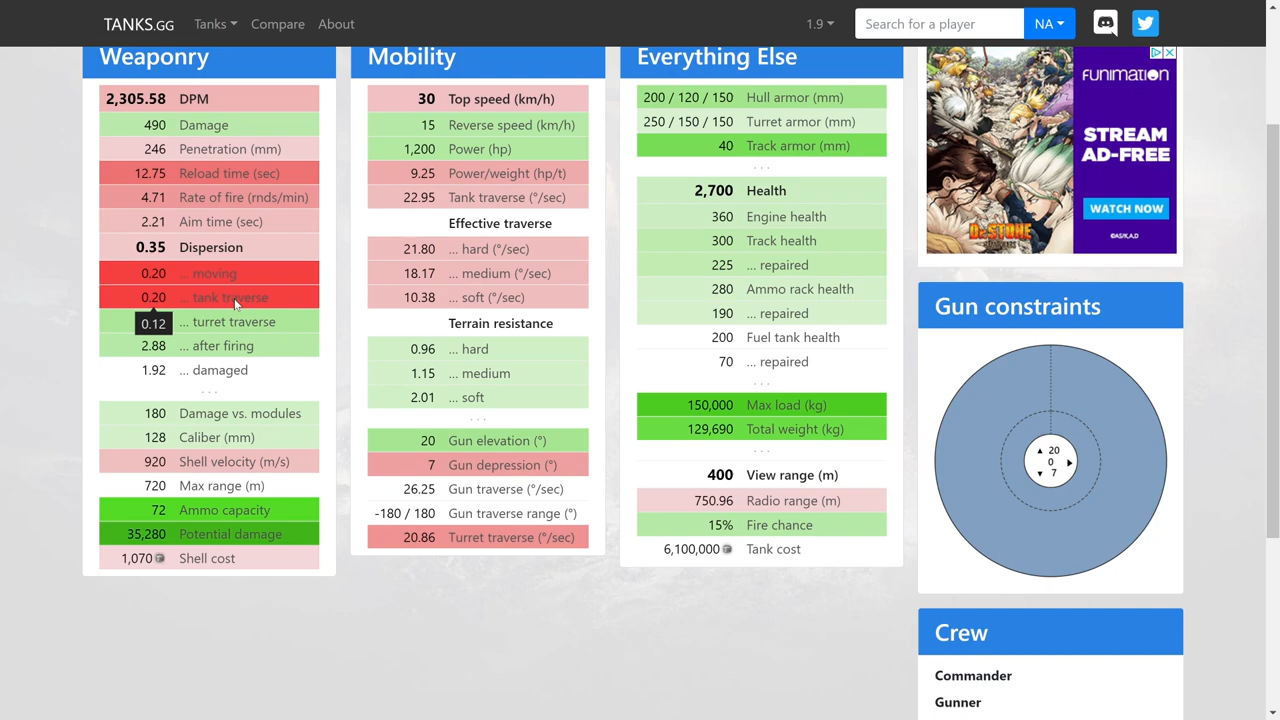 TANKS.GG
Tanks
Compare
About
1.9
Search for a player
NA
Weaponry
2,305.58 DPM
490 Damage
246 Penetration (mm)
12.75 Reload time (sec)
4.71 Rate of fire (rnds/min)
2.21 Aim time (sec)
0.35 Dispersion
0.20 ... moving
0.20 ... tank traverse
0.12 ... turret traverse
2.88 ... after firing
1.92 ... damaged
...
180 Damage vs. modules
128 Caliber (mm)
920 Shell velocity (m/s)
720 Max range (m)
72 Ammo capacity
35,280 Potential damage
1,070 Shell cost
Mobility
30 Top speed (km/h)
15 Reverse speed (km/h)
1,200 Power (hp)
9.25 Power/weight (hp/t)
22.95 Tank traverse (°/sec)
Effective traverse
21.80 ... hard (°/sec)
18.17 ... medium (°/sec)
10.38 ... soft (°/sec)
Terrain resistance
0.96 ... hard
1.15 ... medium
2.01 ... soft
...
20 Gun elevation (°)
7 Gun depression (°)
26.25 Gun traverse (°/sec)
-180 / 180 Gun traverse range (°)
20.86 Turret traverse (°/sec)
Everything Else
200 / 120 / 150 Hull armor (mm)
250 / 150 / 150 Turret armor (mm)
40 Track armor (mm)
...
2,700 Health
360 Engine health
300 Track health
225 ... repaired
280 Ammo rack health
190 ... repaired
200 Fuel tank health
70 ... repaired
...
150,000 Max load (kg)
129,690 Total weight (kg)
...
400 View range (m)
750.96 Radio range (m)
15% Fire chance
6,100,000 Tank cost
FUNIMATION
STREAM
AD-FREE
WATCH NOW
Dr.STONE
Gun constraints
20
0
7
Crew
Commander
Gunner